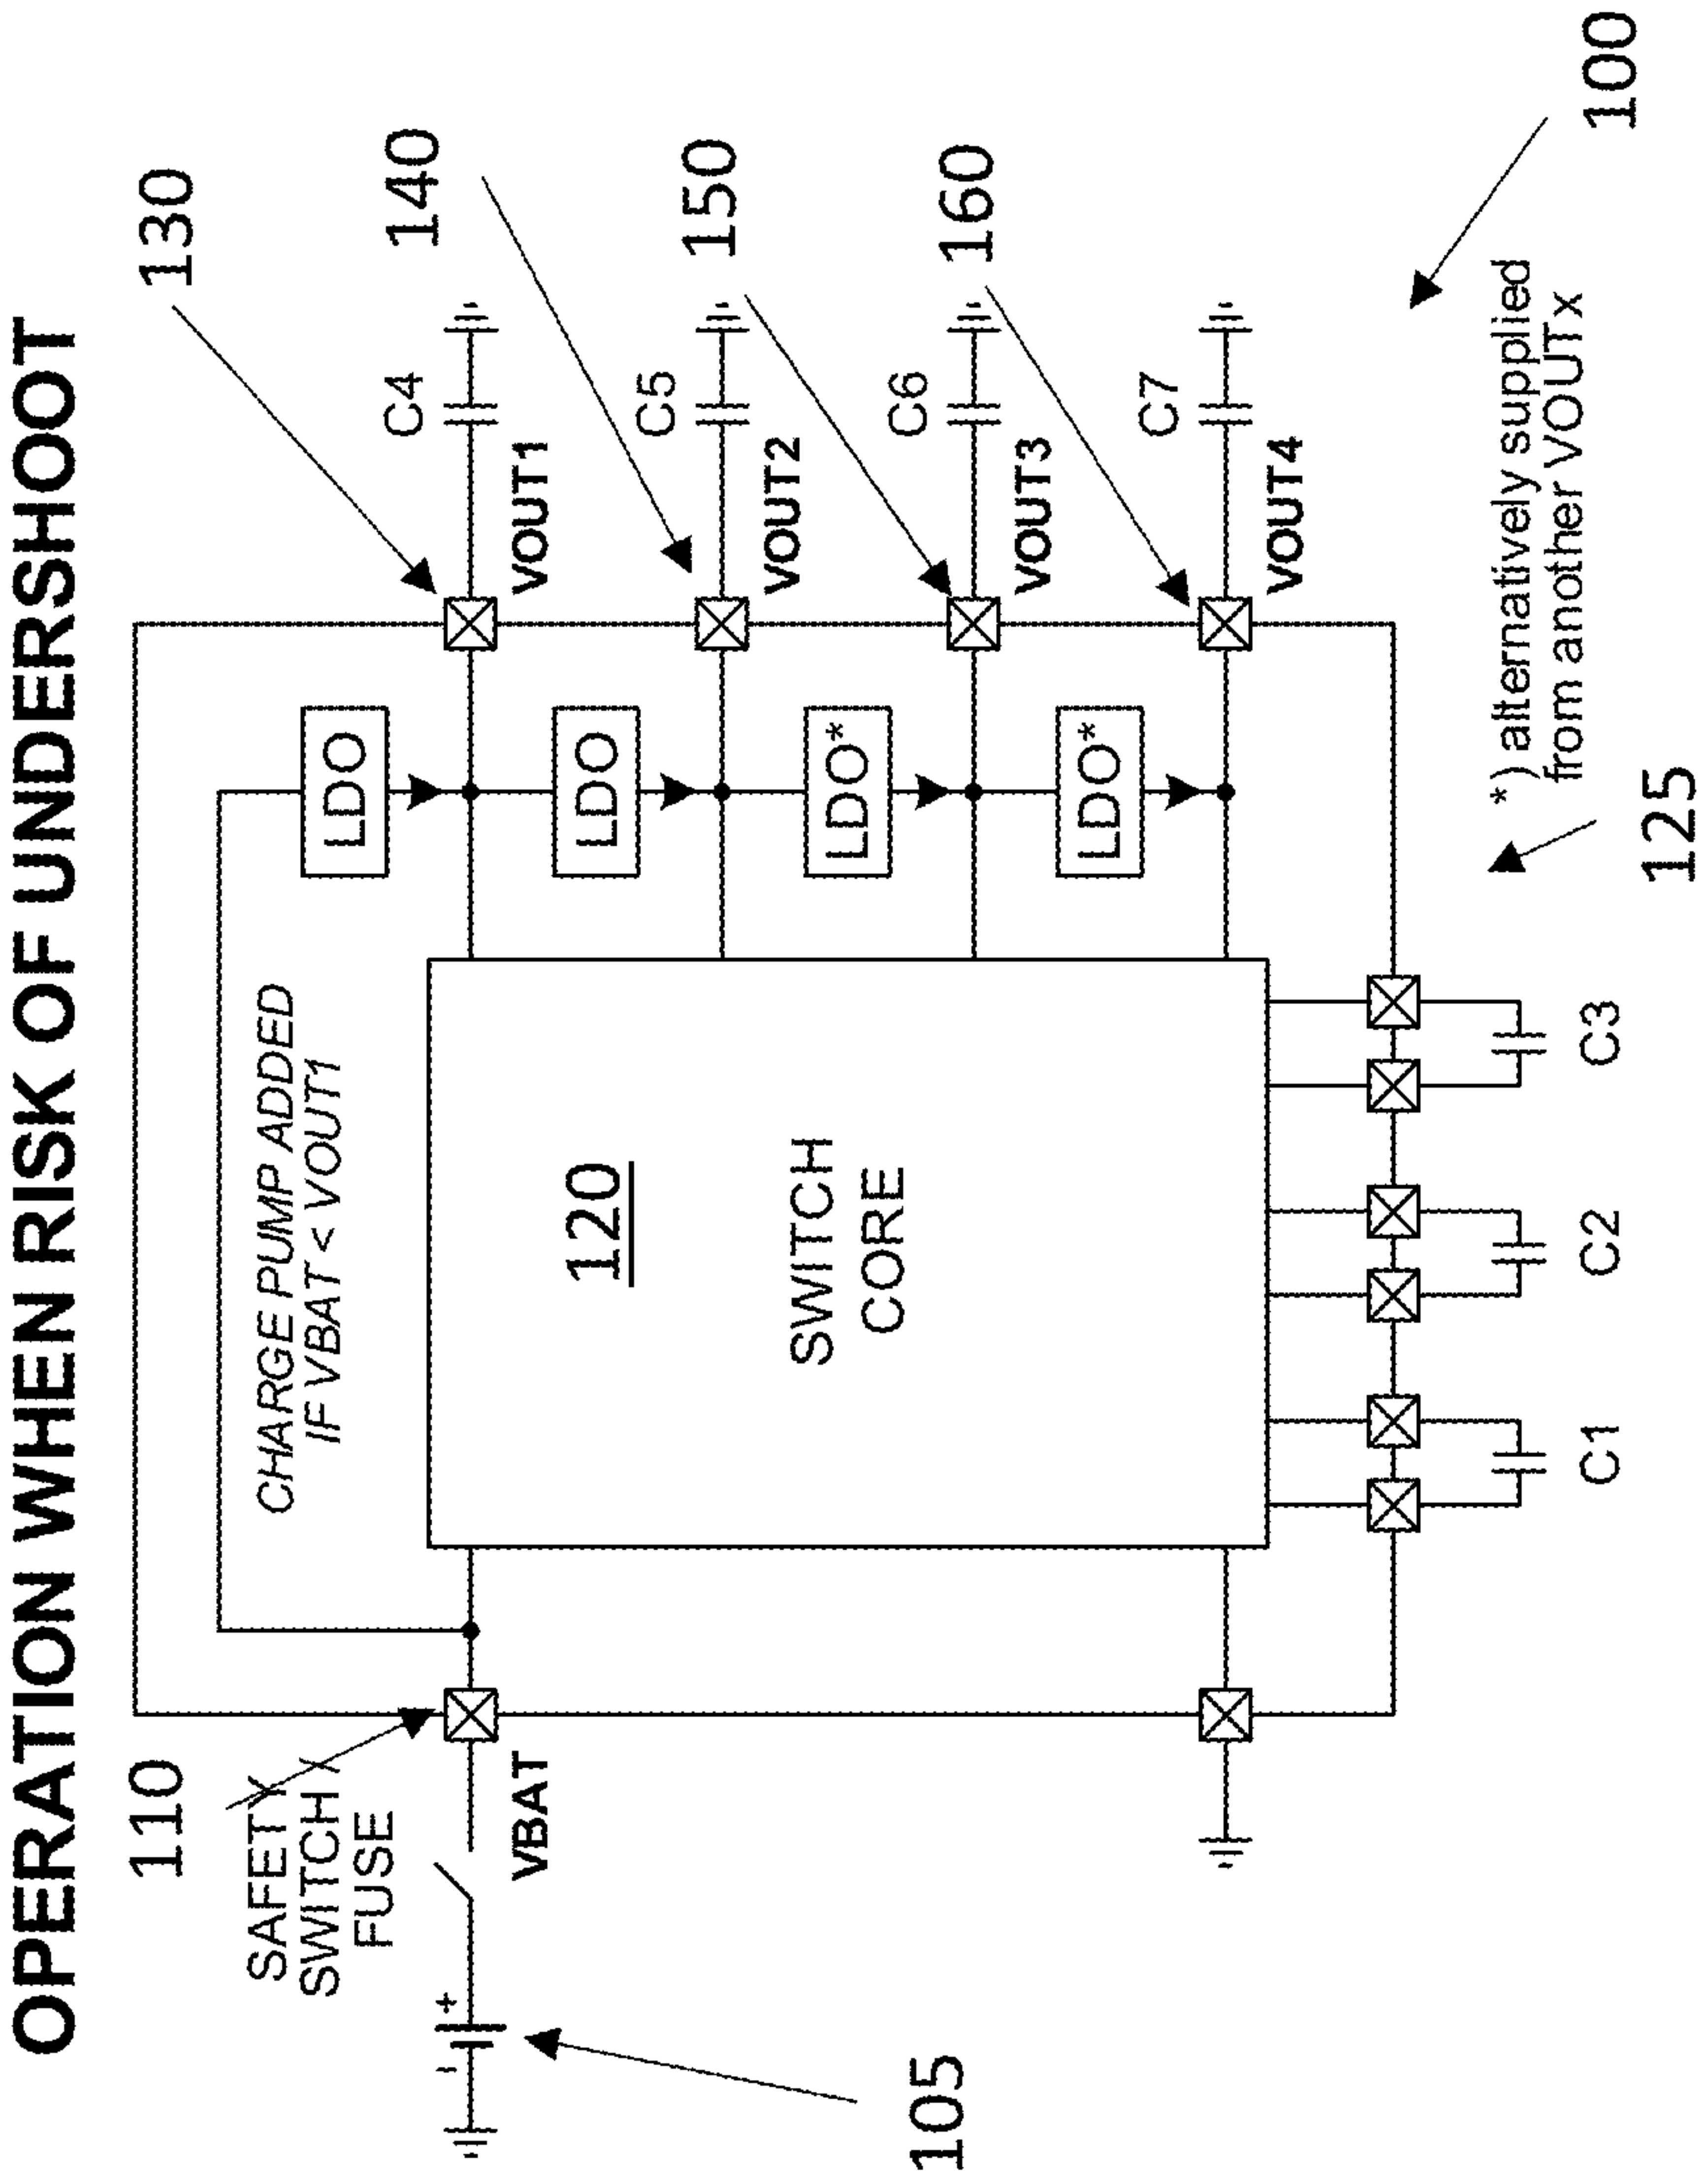 OPERATION WHEN RISK OF UNDERSHOOT
110
130
SAFETY
SWITCH /
FUSE
CHARGE PUMP ADDED
IF VBAT < VOUT1
LDO
C4
140
+
-
VBAT
VOUT1
LDO
C5
150
120
VOUT2
SWITCH
CORE
LDO*
C6
160
105
VOUT3
LDO*
C7
VOUT4
*) alternatively supplied
from another VOUTx
C1
C2
C3
125
100